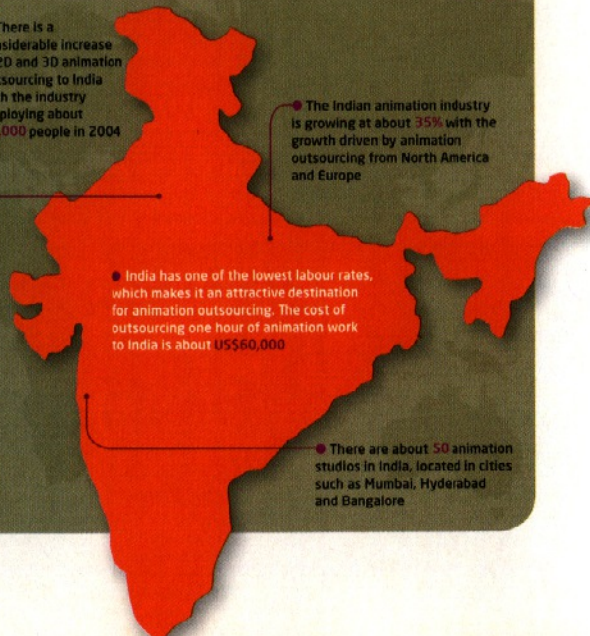 here is a
nsiderable increase
2D and 3D animation
sourcing to India
h the industry
ploying about
,000 people in 2004
The Indian animation industry
is growing at about 35% with the
growth driven by animation
outsourcing from North America
and Europe
India has one of the lowest labour rates,
which makes it an attractive destination
for animation outsourcing. The cost of
outsourcing one hour of animation work
to India is about US$60,000
There are about 50 animation
studios in India, located in cities
such as Mumbai, Hyderabad
and Bangalore